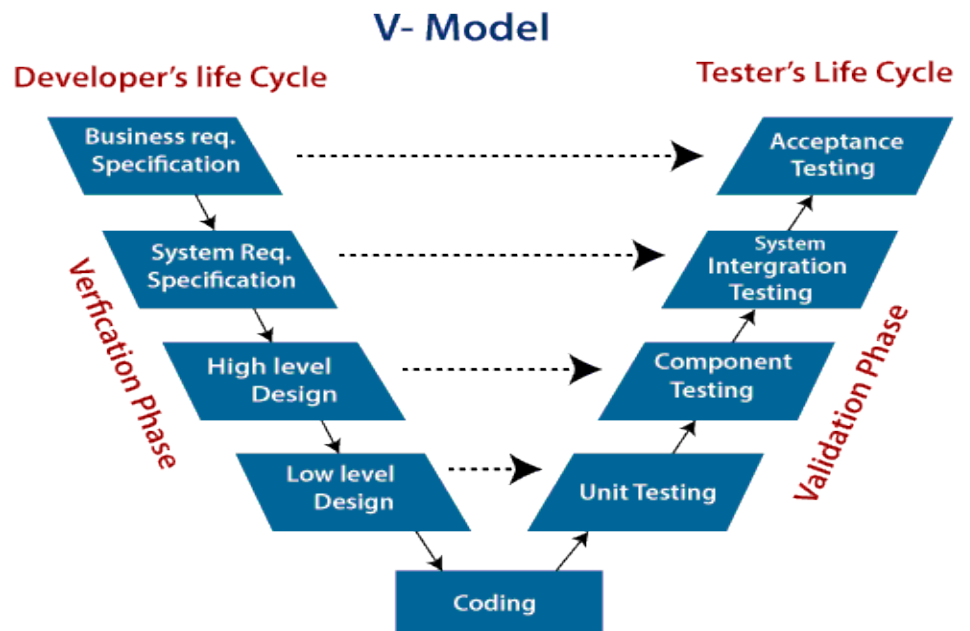 V- Model
Developer's life Cycle
Tester's Life Cycle
Business req.
Specification
Acceptance
Testing
System Req.
Specification
System
Intergration
Testing
Verfication Phase
High level
Design
Component
Testing
Validation Phase
Low level
Design
Unit Testing
Coding